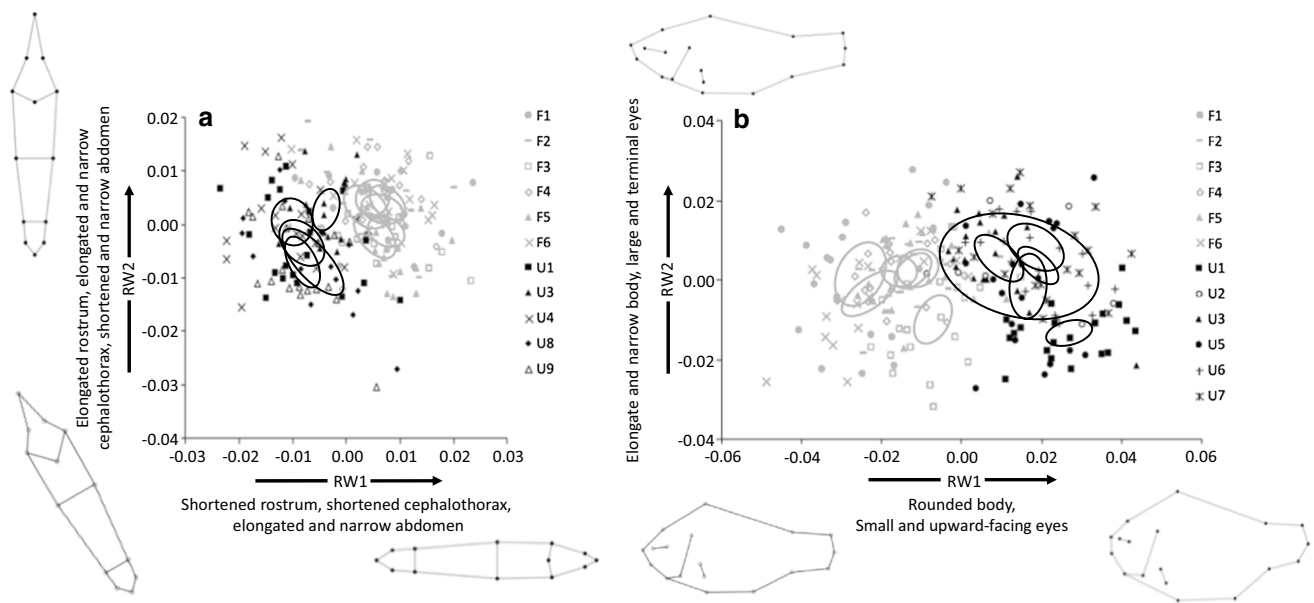 a
Elongated rostrum, elongated and narrow
cephalothorax, shortened and narrow abdomen
RW2
0.02
0.01
0.00
-0.01
-0.02
-0.03
-0.04
-0.03
-0.02
-0.01
0.00
0.01
0.02
0.03
RW1
Shortened rostrum, shortened cephalothorax,
elongated and narrow abdomen
F1
F2
F3
F4
F5
F6
U1
U3
U4
U8
U9
b
Elongate and narrow body, large and terminal eyes
RW2
0.04
0.02
0.00
-0.02
-0.04
-0.06
-0.04
-0.02
0.00
0.02
0.04
0.06
RW1
Rounded body,
Small and upward-facing eyes
F1
F2
F3
F4
F5
F6
U1
U2
U3
U5
U6
U7